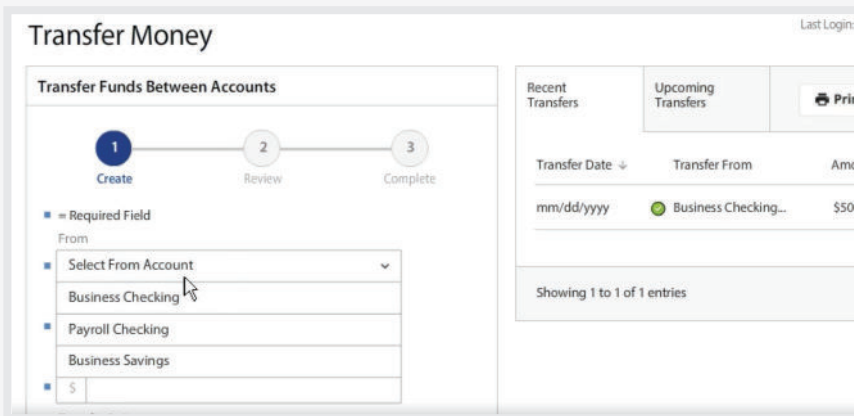 Transfer Money
Last Login:
Transfer Funds Between Accounts
1
2
3
Create
Review
Complete
= Required Field
From
Select From Account
Business Checking
Payroll Checking
Business Savings
$
Recent
Transfers
Upcoming
Transfers
Transfer Date ↓
Transfer From
mm/dd/yyyy
Business Checking...
$50
Showing 1 to 1 of 1 entries